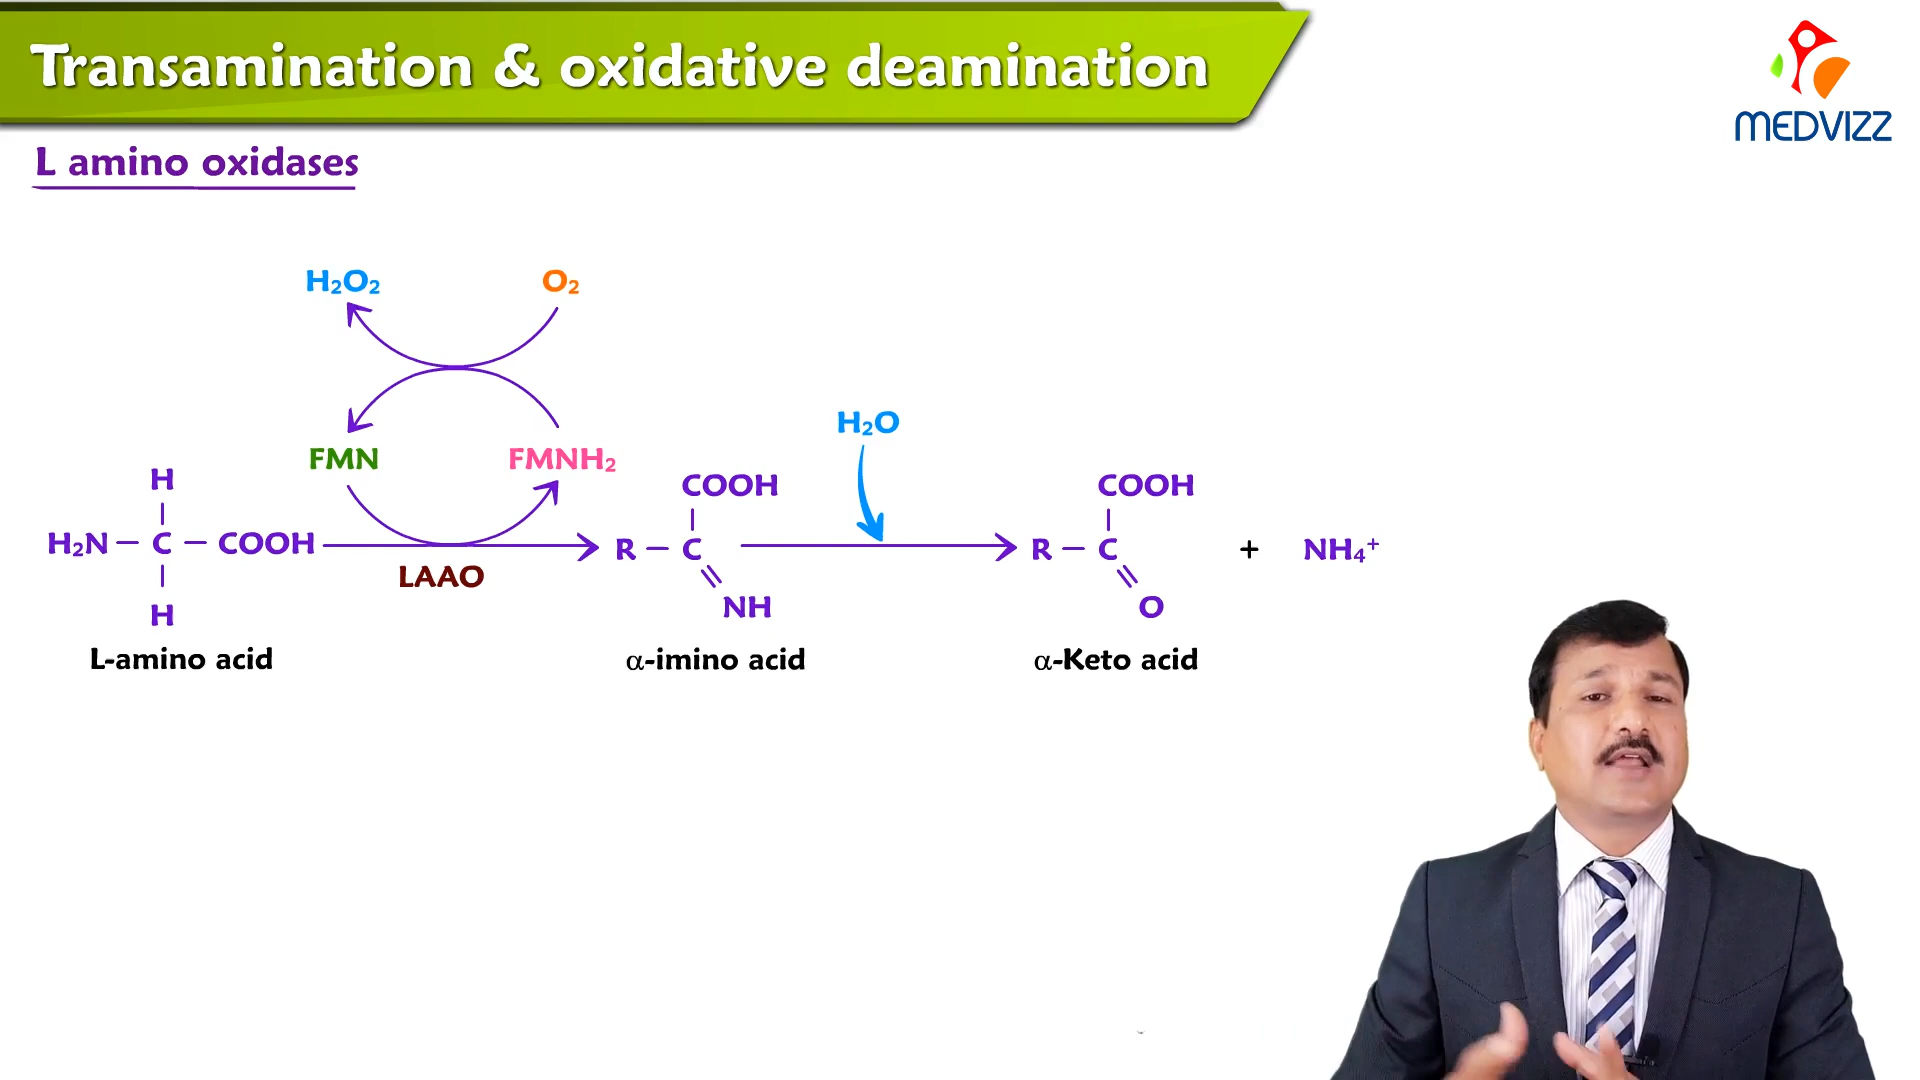 Transamination & oxidative deamination
MEDVIZZ
L amino oxidases
H₂O₂ O₂
H₂O
FMN FMNH₂
H COOH COOH
H₂N – C – COOH R – C R – C + NH₄⁺
LAAO
H NH O
L-amino acid α-imino acid α-Keto acid